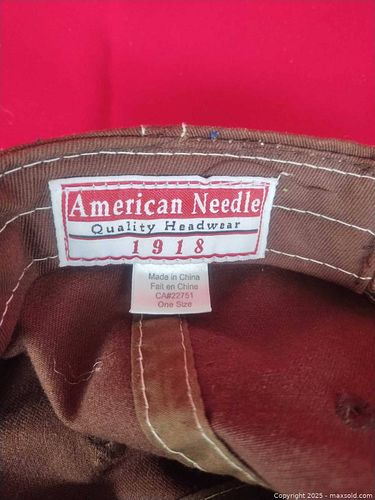 American Needle
Quality Headwear
1918
Made in China
Fait en Chine
CA#22751
One Size
Copyright 2025 - maxsold.com